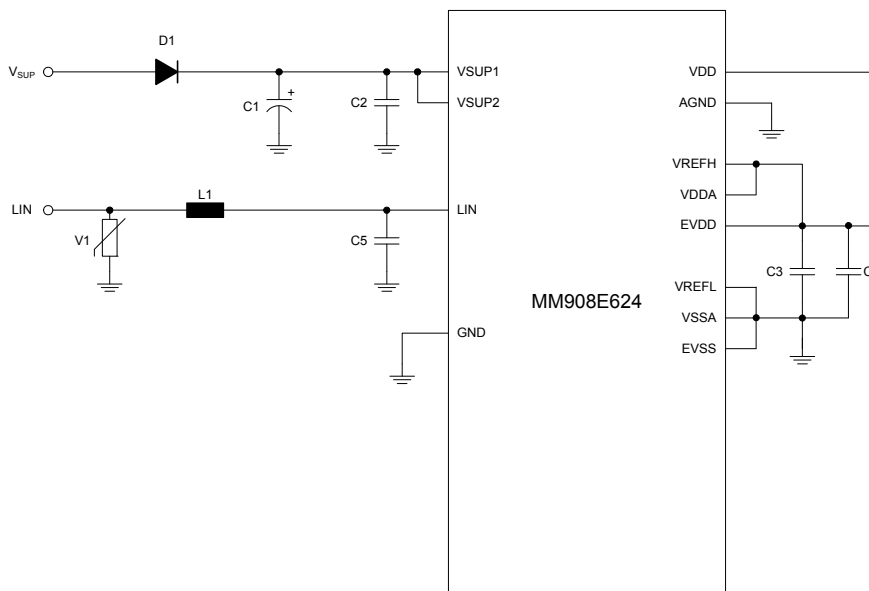 D1
V_SUP
C1
+
C2
VSUP1
VSUP2
VDD
AGND
VREFH
VDDA
EVDD
LIN
L1
V1
C5
LIN
C3
VREFL
VSSA
EVSS
MM908E624
GND